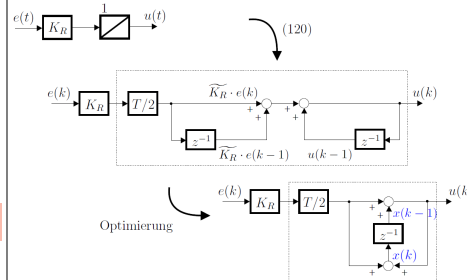 1
e(t) K_R u(t)
(120)
e(k) K_R T/2 \widetilde{K_R} · e(k) + + + + u(k)
z^{-1} z^{-1}
\widetilde{K_R} · e(k − 1) u(k−1)
e(k) K_R T/2 + + u(k
x(k − 1)
z^{-1}
Optimierung
x(k)
+ +